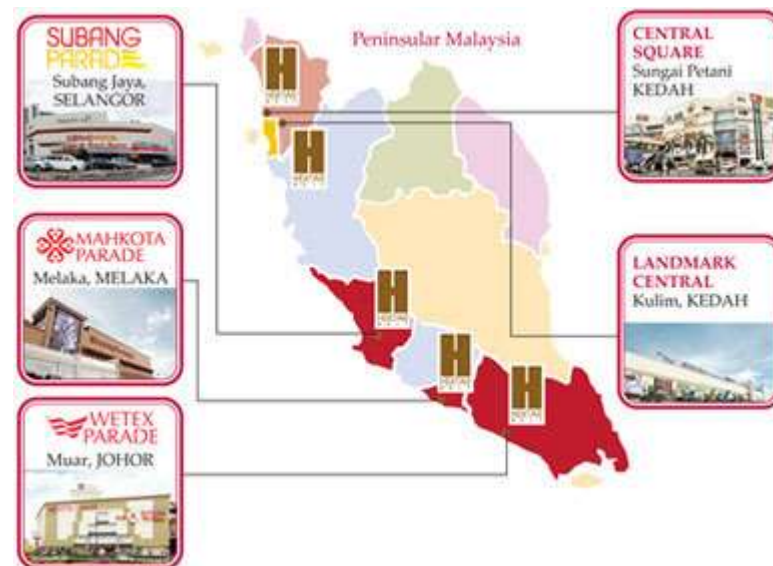 Peninsular Malaysia
SUBANG
PARADE
Subang Jaya,
SELANGOR
MAHKOTA
PARADE
Melaka, MELAKA
WETEX
PARADE
Muar, JOHOR
CENTRAL
SQUARE
Sungai Petani
KEDAH
LANDMARK
CENTRAL
Kulim, KEDAH
H
H
H
H
H